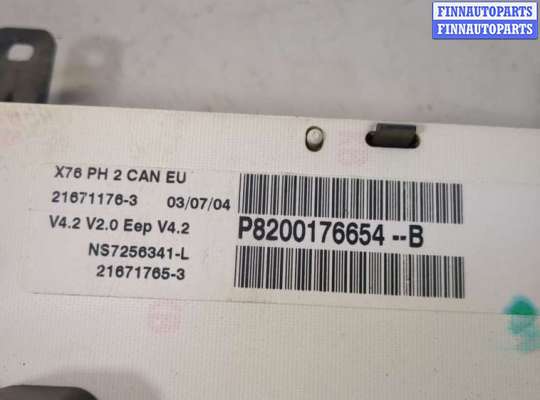 FINNAUTOPARTS
FINNAUTOPARTS
X76 PH 2 CAN EU
21671176-3 03/07/04
V4.2 V2.0 Eep V4.2
NS7256341-L
21671765-3
P8200176654 --B